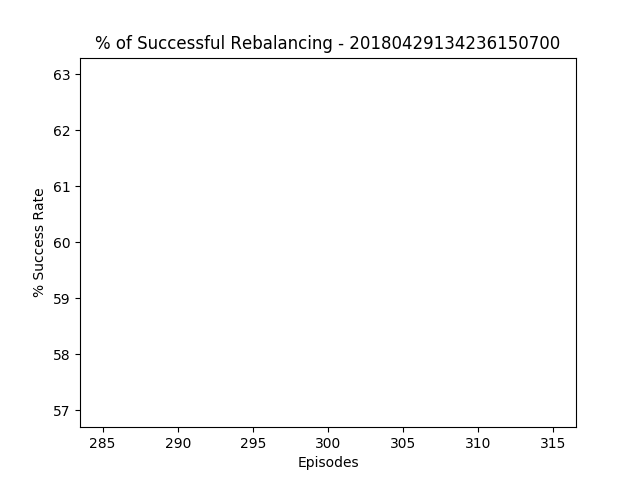 % of Successful Rebalancing - 20180429134236150700
63
62
61
60
59
58
57
% Success Rate
285 290 295 300 305 310 315
Episodes